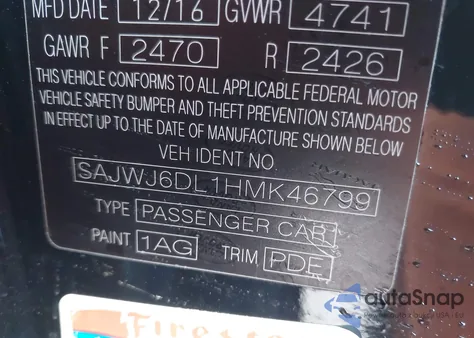 MFD DATE 12/16 GVWR 4741
GAWR F 2470 R 2426
THIS VEHICLE CONFORMS TO ALL APPLICABLE FEDERAL MOTOR
VEHICLE SAFETY BUMPER AND THEFT PREVENTION STANDARDS
IN EFFECT UP TO THE DATE OF MANUFACTURE SHOWN BELOW
VEH IDENT NO.
SAJWJ6DL1HMK46799
TYPE PASSENGER CAR1
PAINT 1AG TRIM PDE
autoSnap